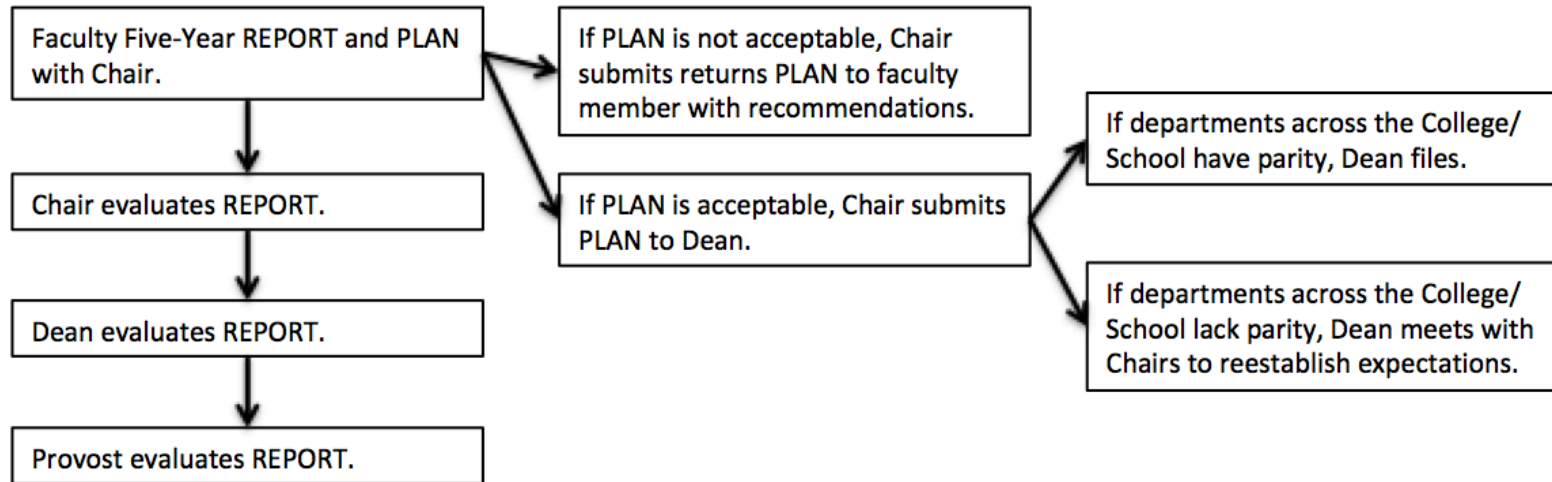 Faculty Five-Year REPORT and PLAN
with Chair.
Chair evaluates REPORT.
Dean evaluates REPORT.
Provost evaluates REPORT.
If PLAN is not acceptable, Chair
submits returns PLAN to faculty
member with recommendations.
If PLAN is acceptable, Chair submits
PLAN to Dean.
If departments across the College/
School have parity, Dean files.
If departments across the College/
School lack parity, Dean meets with
Chairs to reestablish expectations.